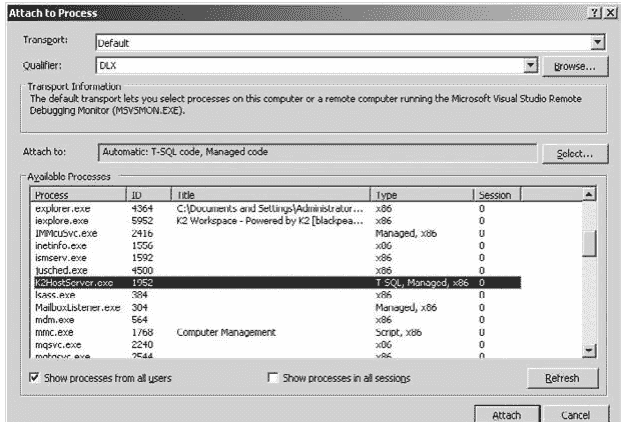 Attach to Process
Transport: Default
Qualifier: DLX Browse...
Transport Information
The default transport lets you select processes on this computer or a remote computer running the Microsoft Visual Studio Remote
Debugging Monitor (MSVSMON.EXE).
Attach to: Automatic: T-SQL code, Managed code Select...
Available Processes
Process ID Title Type Session
explorer.exe 4364 C:\Documents and Settings\Administrator... x86 0
iexplore.exe 5952 K2 Workspace - Powered by K2 [blackpea... x86 0
IMMcuSvc.exe 2416 Managed, x86 0
inetinfo.exe 1556 x86 0
ismserv.exe 1592 x86 0
jusched.exe 4500 x86 0
K2HostServer.exe 1952 T-SQL, Managed, x86 0
lsass.exe 384 x86 0
MailboxListener.exe 304 Managed, x86 0
mdm.exe 564 x86 0
mmc.exe 1768 Computer Management Script, x86 0
mqsvc.exe 2240 x86 0
2544 x86 0
Show processes from all users Show processes in all sessions Refresh
Attach Cancel